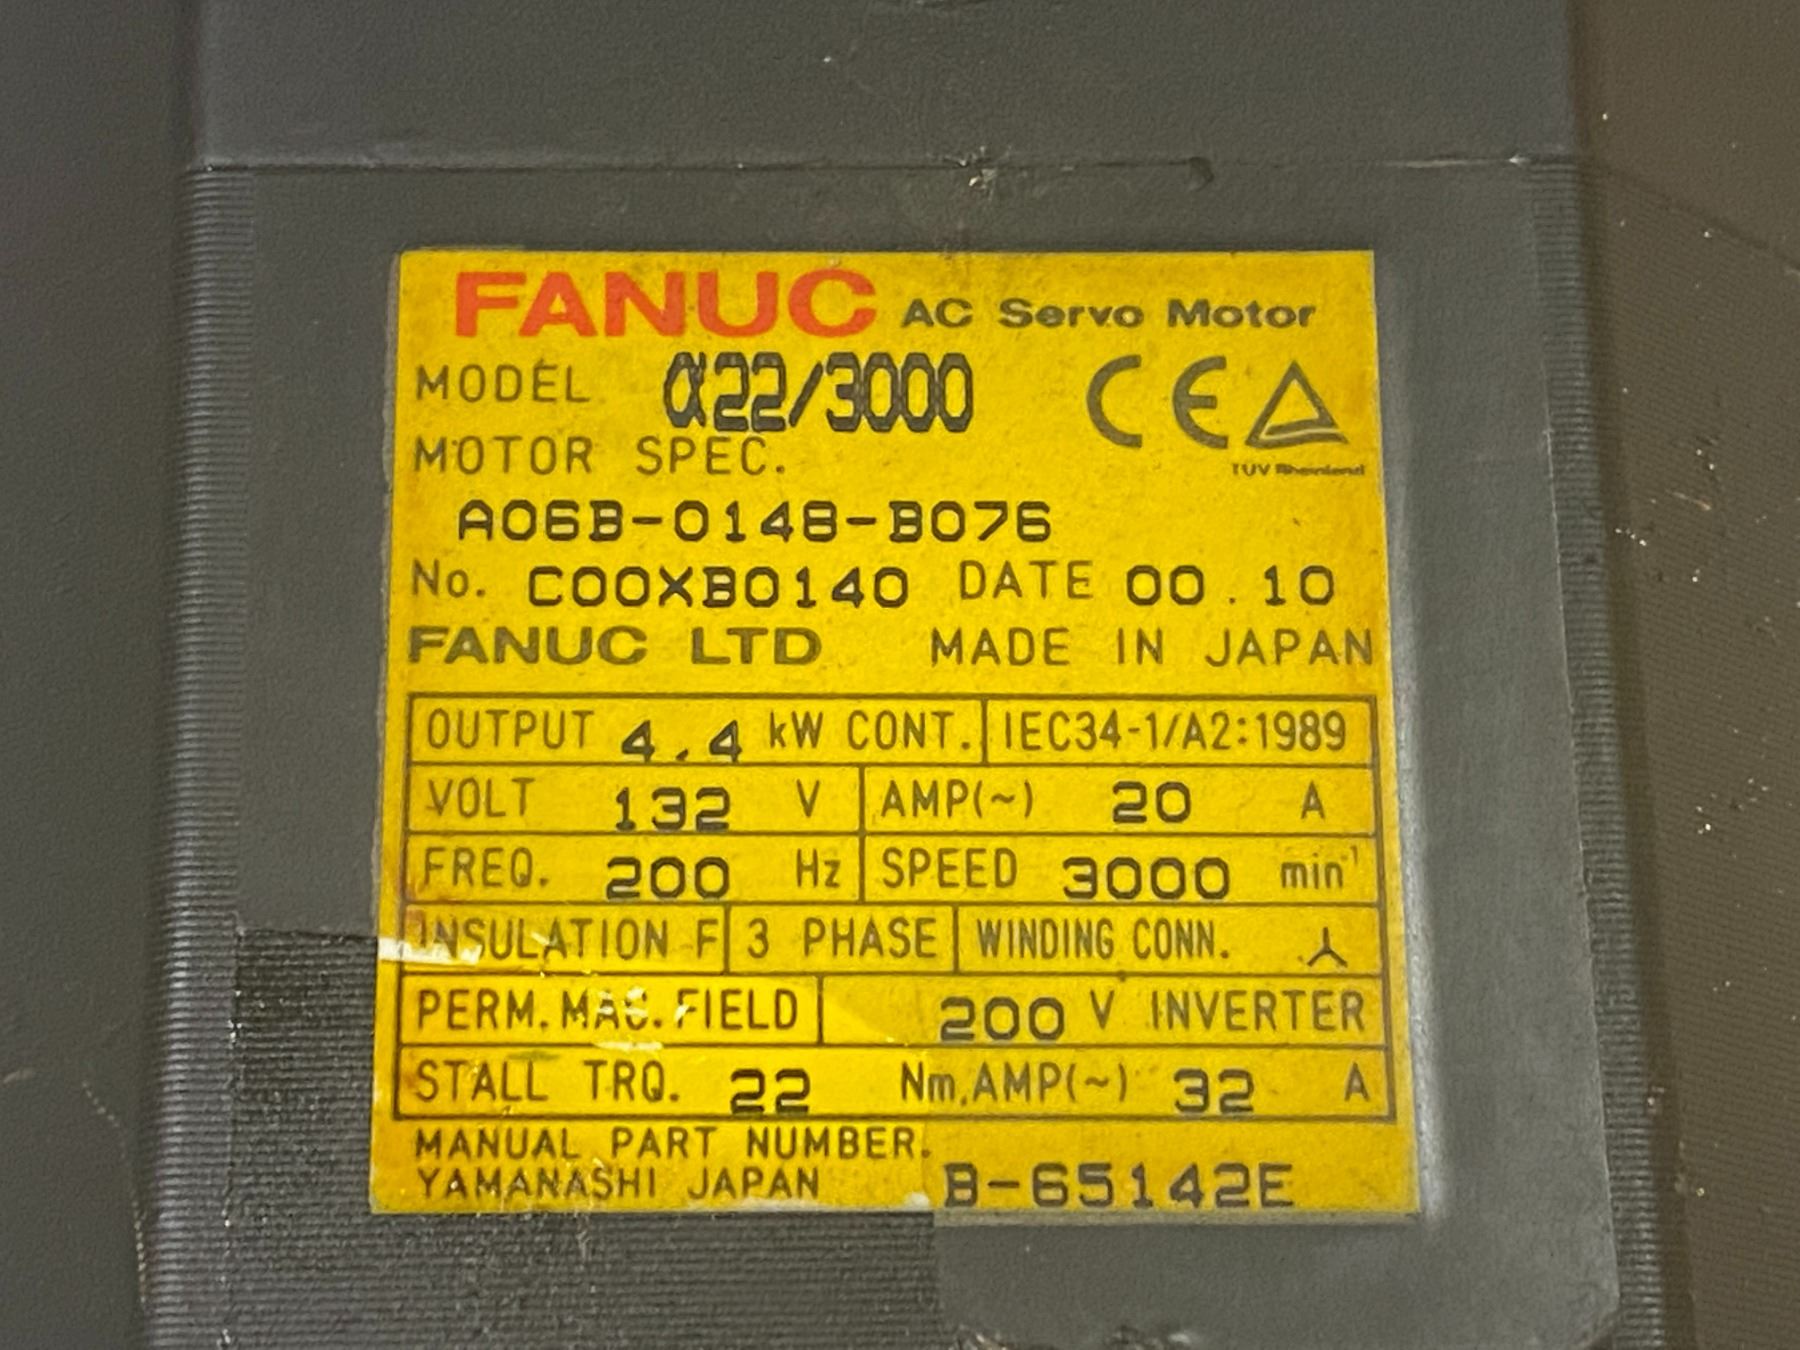 FANUC AC Servo Motor
MODEL α22/3000 CE
TUV Rheinland
MOTOR SPEC.
A06B-0148-B076
No. C00XB0140 DATE 00.10
FANUC LTD MADE IN JAPAN
OUTPUT 4.4 kW CONT. IEC34-1/A2:1989
VOLT 132 V AMP(~) 20 A
FREQ. 200 Hz SPEED 3000 min⁻¹
INSULATION F 3 PHASE WINDING CONN.
PERM. MAG. FIELD 200 V INVERTER
STALL TRQ. 22 Nm, AMP(~) 32 A
MANUAL PART NUMBER.
YAMANASHI JAPAN B-65142E